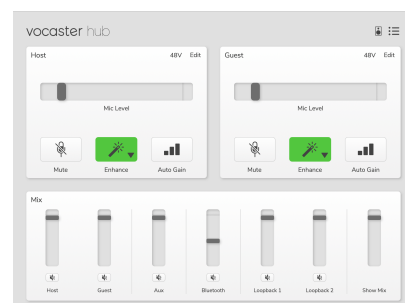 vocaster hub
Host 48V Edit
Mic Level
Mute Enhance Auto Gain
Guest 48V Edit
Mic Level
Mute Enhance Auto Gain
Mix
Host Guest Aux Bluetooth Loopback 1 Loopback 2 Show Mix